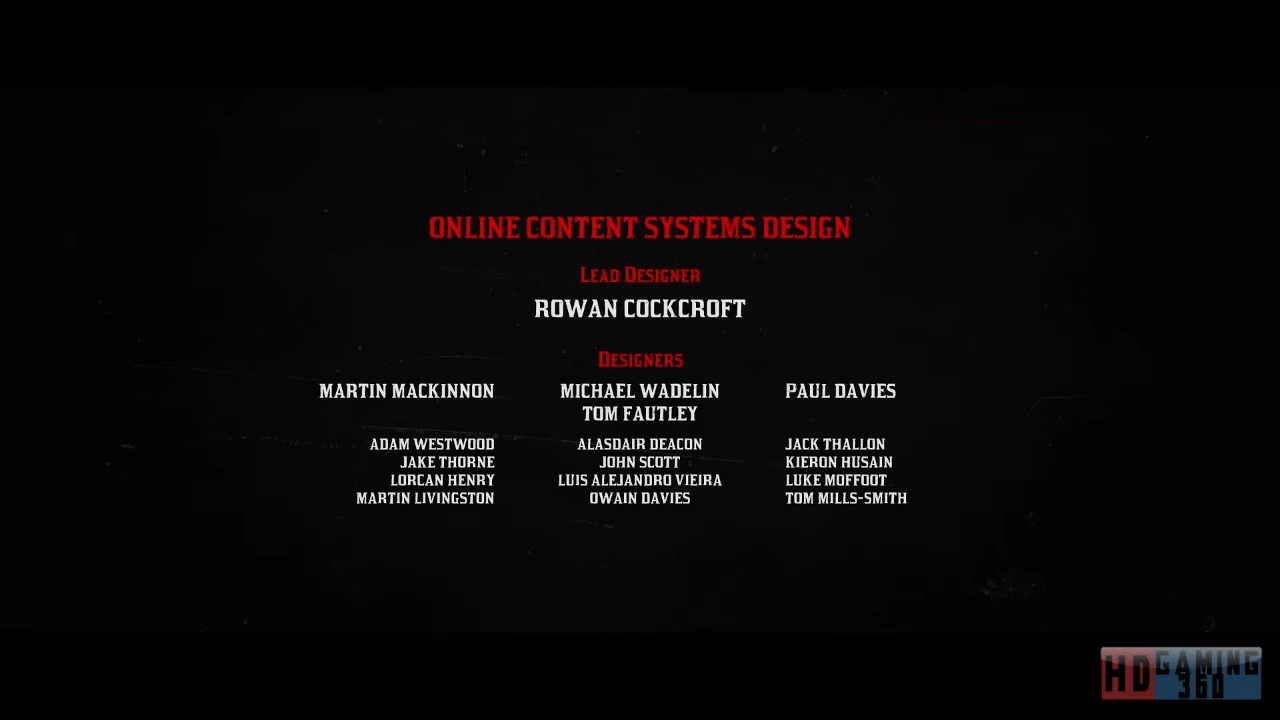 ONLINE CONTENT SYSTEMS DESIGN
LEAD DESIGNER
ROWAN COCKCROFT
DESIGNERS
MARTIN MACKINNON MICHAEL WADELIN PAUL DAVIES
TOM FAUTLEY
ADAM WESTWOOD ALASDAIR DEACON JACK THALLON
JAKE THORNE JOHN SCOTT KIERON HUSAIN
LORCAN HENRY LUIS ALEJANDRO VIEIRA LUKE MOFFOOT
MARTIN LIVINGSTON OWAIN DAVIES TOM MILLS-SMITH
HD GAMING
360